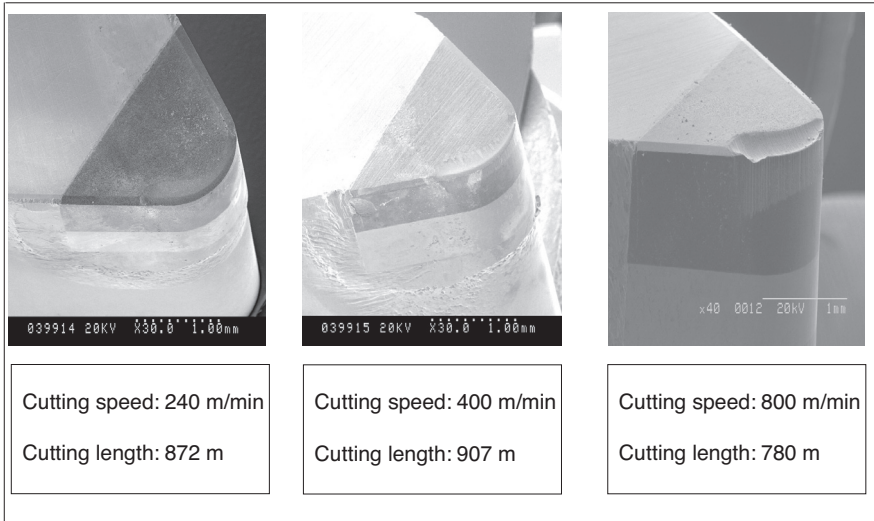 039914 20KV X30.0 1.00mm
039915 20KV X30.0 1.00mm
x40 0012 20kV 1mm
Cutting speed: 240 m/min
Cutting length: 872 m
Cutting speed: 400 m/min
Cutting length: 907 m
Cutting speed: 800 m/min
Cutting length: 780 m